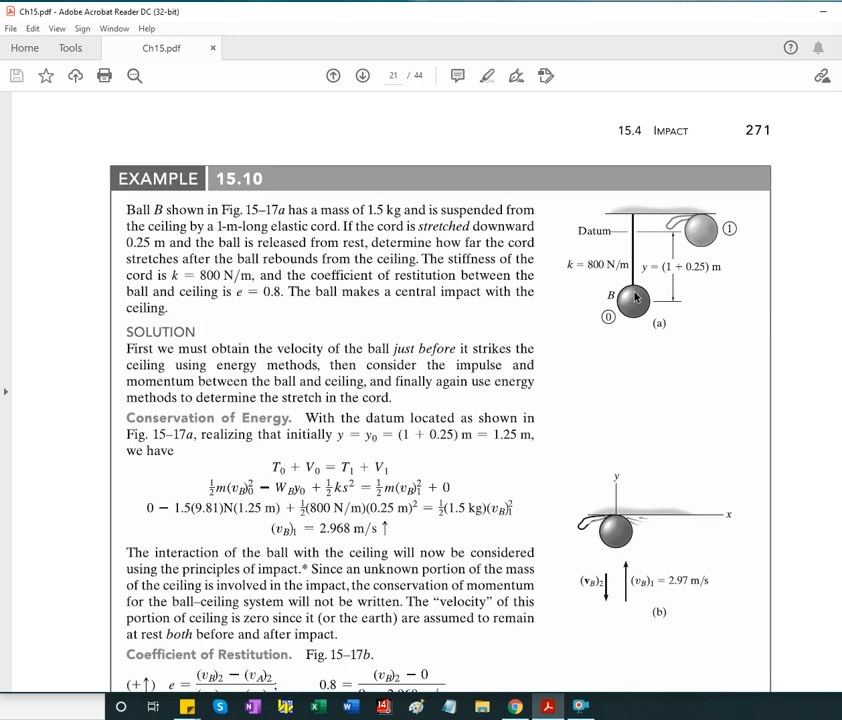 Ch15.pdf - Adobe Acrobat Reader DC (32-bit)
File Edit View Sign Window Help
Home Tools Ch15.pdf ×
21 / 44
15.4 IMPACT 271
EXAMPLE 15.10
Ball B shown in Fig. 15–17a has a mass of 1.5 kg and is suspended from
the ceiling by a 1-m-long elastic cord. If the cord is stretched downward
0.25 m and the ball is released from rest, determine how far the cord
stretches after the ball rebounds from the ceiling. The stiffness of the
cord is k = 800 N/m, and the coefficient of restitution between the
ball and ceiling is e = 0.8. The ball makes a central impact with the
ceiling.
SOLUTION
First we must obtain the velocity of the ball just before it strikes the
ceiling using energy methods, then consider the impulse and
momentum between the ball and ceiling, and finally again use energy
methods to determine the stretch in the cord.
Conservation of Energy. With the datum located as shown in
Fig. 15–17a, realizing that initially y = y₀ = (1 + 0.25) m = 1.25 m,
we have
T₀ + V₀ = T₁ + V₁
½m(v_B)₀² − W_B y₀ + ½ks² = ½m(v_B)₁² + 0
0 − 1.5(9.81)N(1.25 m) + ½(800 N/m)(0.25 m)² = ½(1.5 kg)(v_B)₁²
(v_B)₁ = 2.968 m/s ↑
The interaction of the ball with the ceiling will now be considered
using the principles of impact.* Since an unknown portion of the mass
of the ceiling is involved in the impact, the conservation of momentum
for the ball–ceiling system will not be written. The “velocity” of this
portion of ceiling is zero since it (or the earth) are assumed to remain
at rest both before and after impact.
Coefficient of Restitution. Fig. 15–17b.
(+↑) e = (v_B)₂ − (v_A)₂ ; 0.8 = (v_B)₂ − 0
Datum
1
k = 800 N/m
y = (1 + 0.25) m
B
0
(a)
y
x
(v_B)₂
(v_B)₁ = 2.97 m/s
(b)